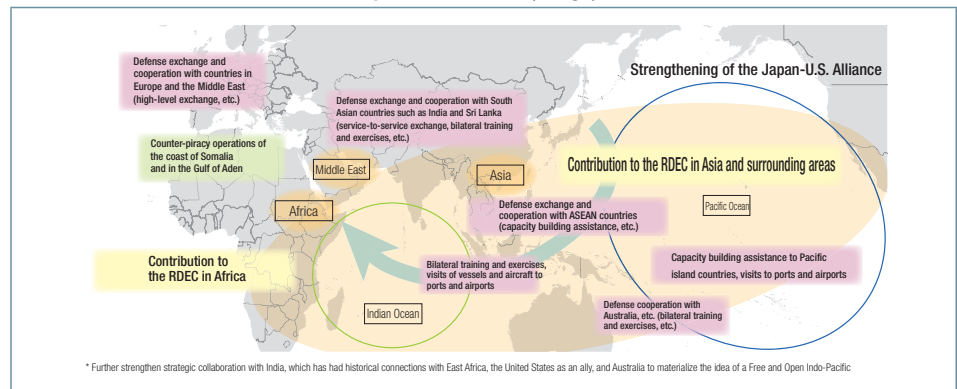 Strengthening of the Japan-U.S. Alliance
Defense exchange and
cooperation with countries in
Europe and the Middle East
(high-level exchange, etc.)
Defense exchange and cooperation with South
Asian countries such as India and Sri Lanka
(service-to-service exchange, bilateral training
and exercises, etc.)
Counter-piracy operations of
the coast of Somalia
and in the Gulf of Aden
Middle East
Asia
Contribution to the RDEC in Asia and surrounding areas
Africa
Defense exchange and
cooperation with ASEAN countries
(capacity building assistance, etc.)
Pacific Ocean
Contribution to
the RDEC in Africa
Bilateral training and exercises,
visits of vessels and aircraft to
ports and airports
Capacity building assistance to Pacific
island countries, visits to ports and airports
Indian Ocean
Defense cooperation with
Australia, etc. (bilateral training
and exercises, etc.)
* Further strengthen strategic collaboration with India, which has had historical connections with East Africa, the United States as an ally, and Australia to materialize the idea of a Free and Open Indo-Pacific